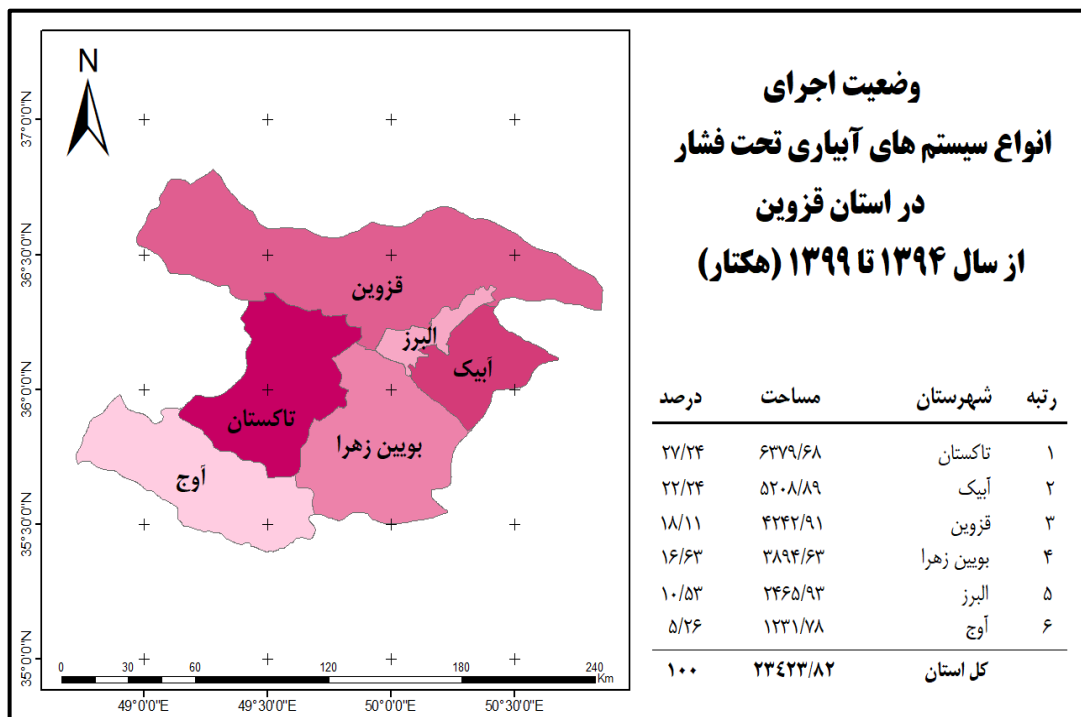 وضعیت اجرای
انواع سیستم های آبیاری تحت فشار
در استان قزوین
از سال ۱۳۹۴ تا ۱۳۹۹ (هکتار)
رتبه شهرستان مساحت درصد
۱ تاکستان ۶۳۷۹/۶۸ ۲۷/۲۴
۲ آبیک ۵۲۰۸/۸۹ ۲۲/۲۴
۳ قزوین ۴۲۴۲/۹۱ ۱۸/۱۱
۴ بویین زهرا ۳۸۹۴/۶۳ ۱۶/۶۳
۵ البرز ۲۴۶۵/۹۳ ۱۰/۵۳
۶ آوج ۱۲۳۱/۷۸ ۵/۲۶
کل استان ۲۳٤۲۳/۸۲ ۱۰۰
N
قزوین
البرز
آبیک
تاکستان
بویین زهرا
آوج
37°0'0"N
36°30'0"N
36°0'0"N
35°30'0"N
35°0'0"N
0 30 60 120 180 240
Km
49°0'0"E 49°30'0"E 50°0'0"E 50°30'0"E